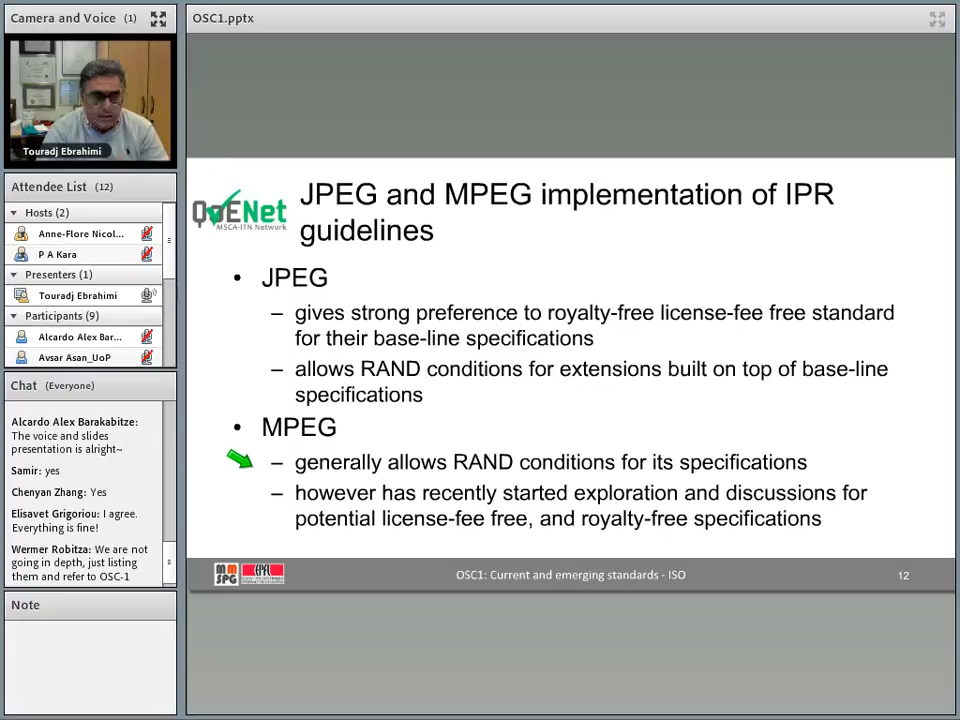 Camera and Voice (1)
Touradj Ebrahimi
Attendee List (12)
Hosts (2)
Anne-Flore Nicol...
P A Kara
Presenters (1)
Touradj Ebrahimi
Participants (9)
Alcardo Alex Bar...
Avsar Asan_UoP
Chat (Everyone)
Alcardo Alex Barakabitze:
The voice and slides
presentation is alright~
Samir: yes
Chenyan Zhang: Yes
Elisavet Grigoriou: I agree.
Everything is fine!
Wermer Robitza: We are not
going in depth, just listing
them and refer to OSC-1
Note
OSC1.pptx
QoENet
MSCA-ITN Network
JPEG and MPEG implementation of IPR
guidelines
• JPEG
– gives strong preference to royalty-free license-fee free standard
for their base-line specifications
– allows RAND conditions for extensions built on top of base-line
specifications
• MPEG
– generally allows RAND conditions for its specifications
– however has recently started exploration and discussions for
potential license-fee free, and royalty-free specifications
MMSPG
EPFL
OSC1: Current and emerging standards - ISO
12